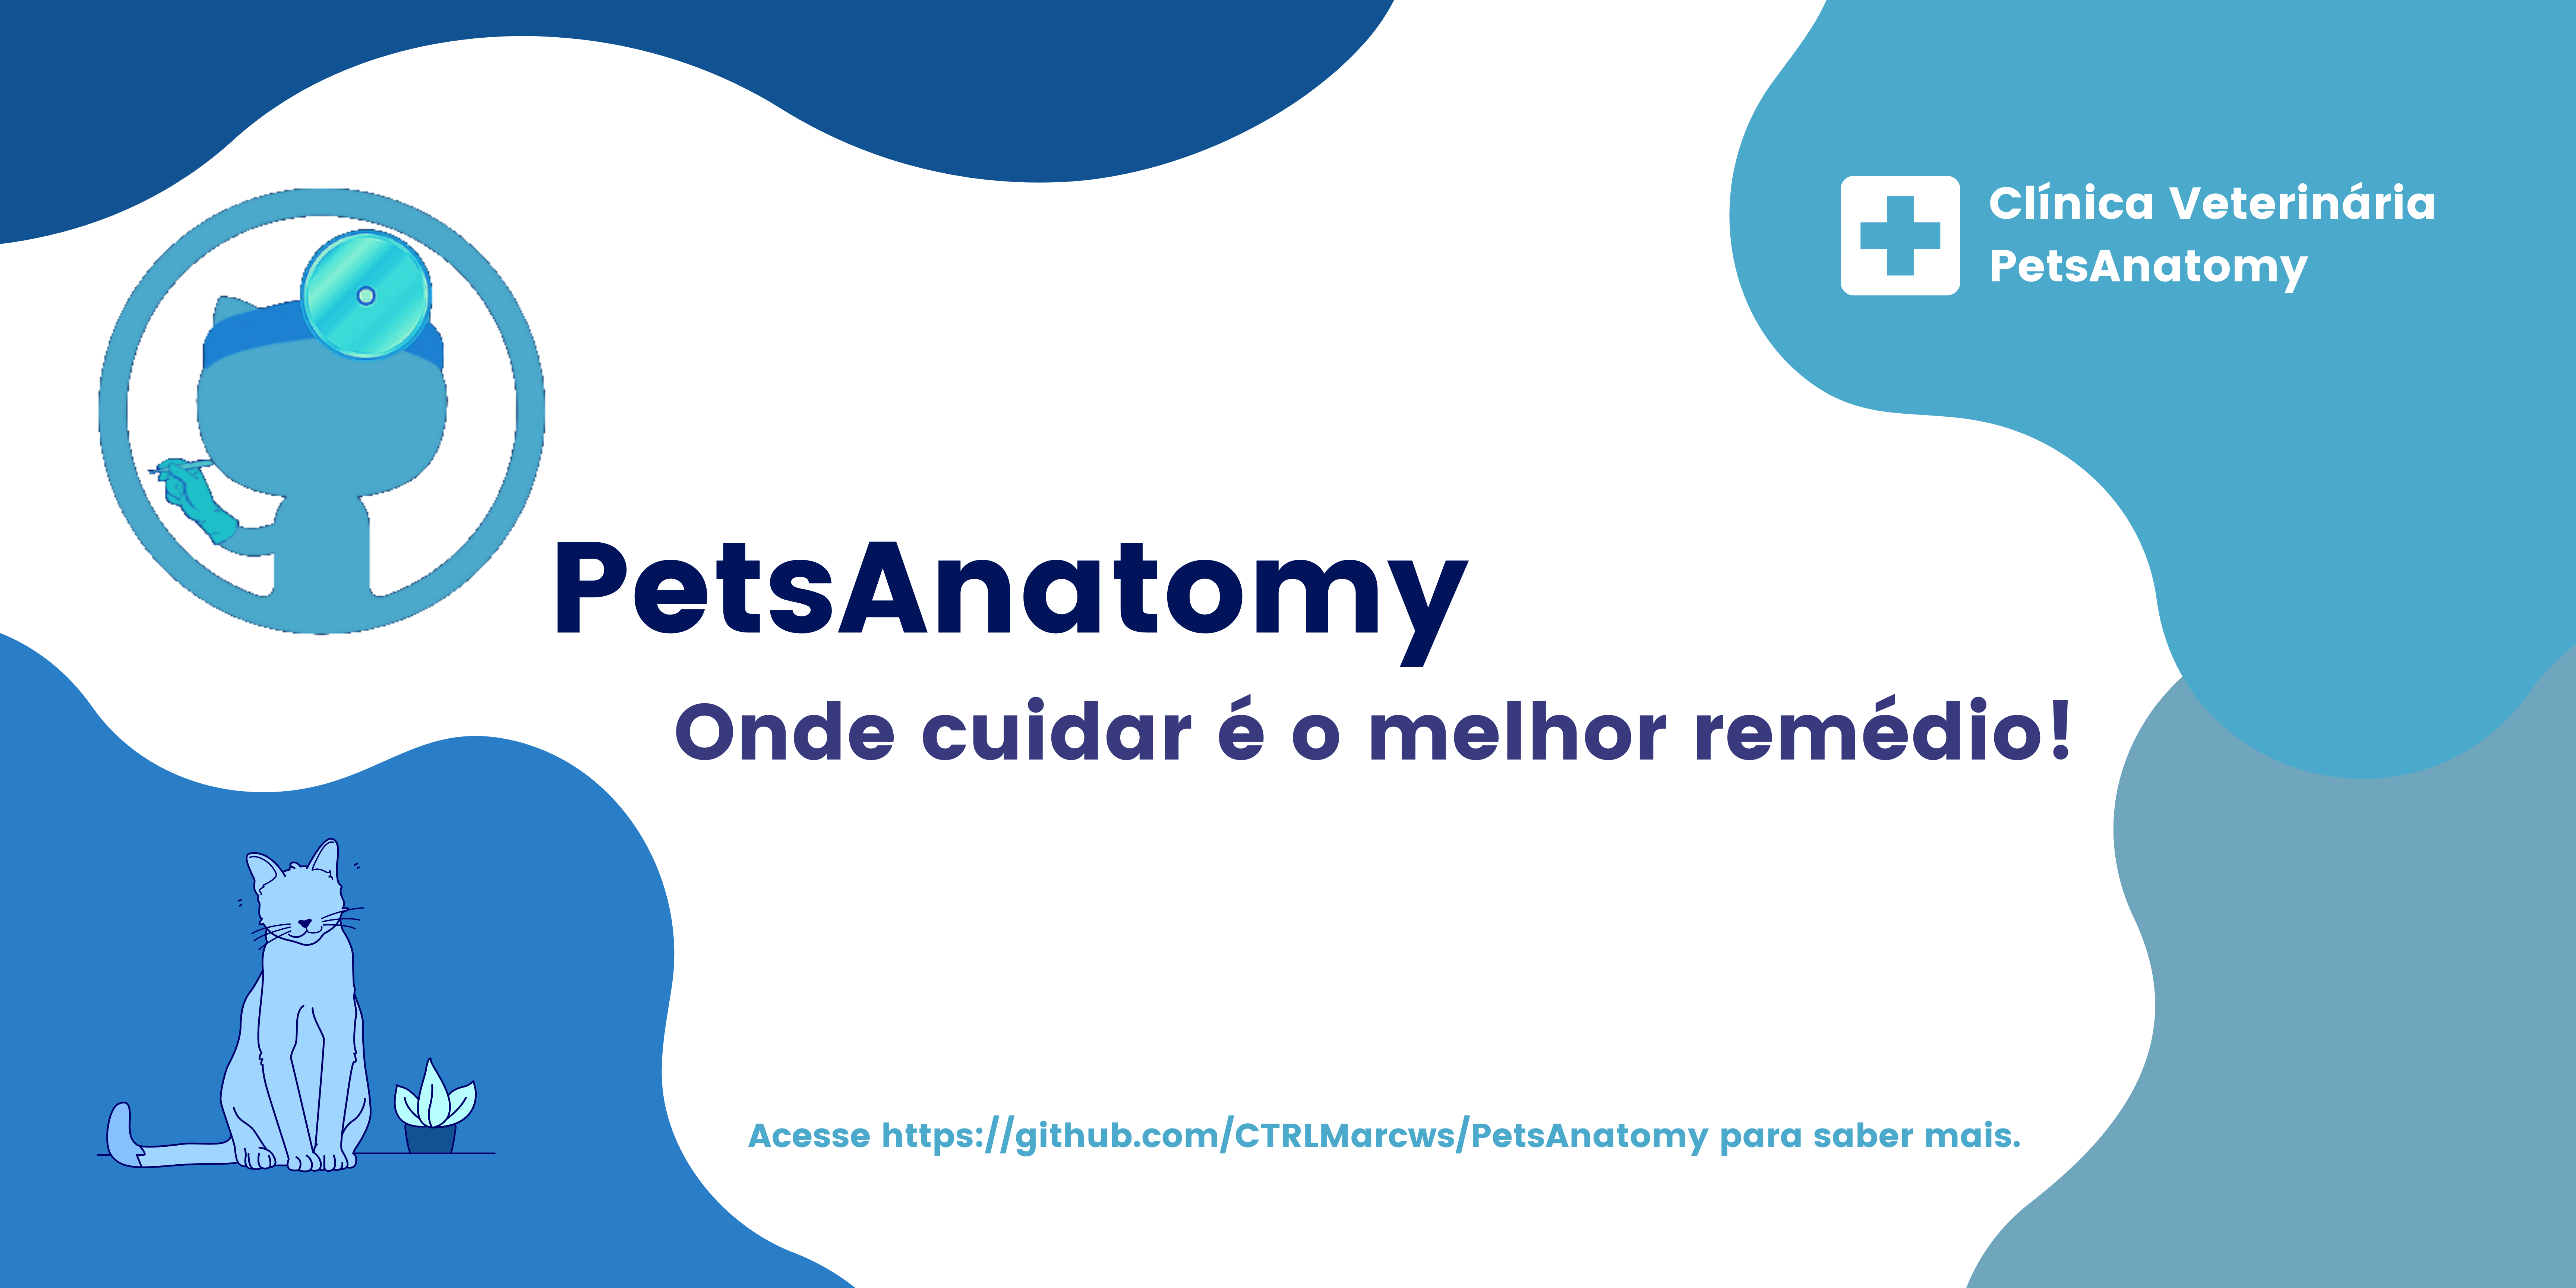 Clínica Veterinária
PetsAnatomy
PetsAnatomy
Onde cuidar é o melhor remédio!
Acesse https://github.com/CTRLMarcws/PetsAnatomy para saber mais.